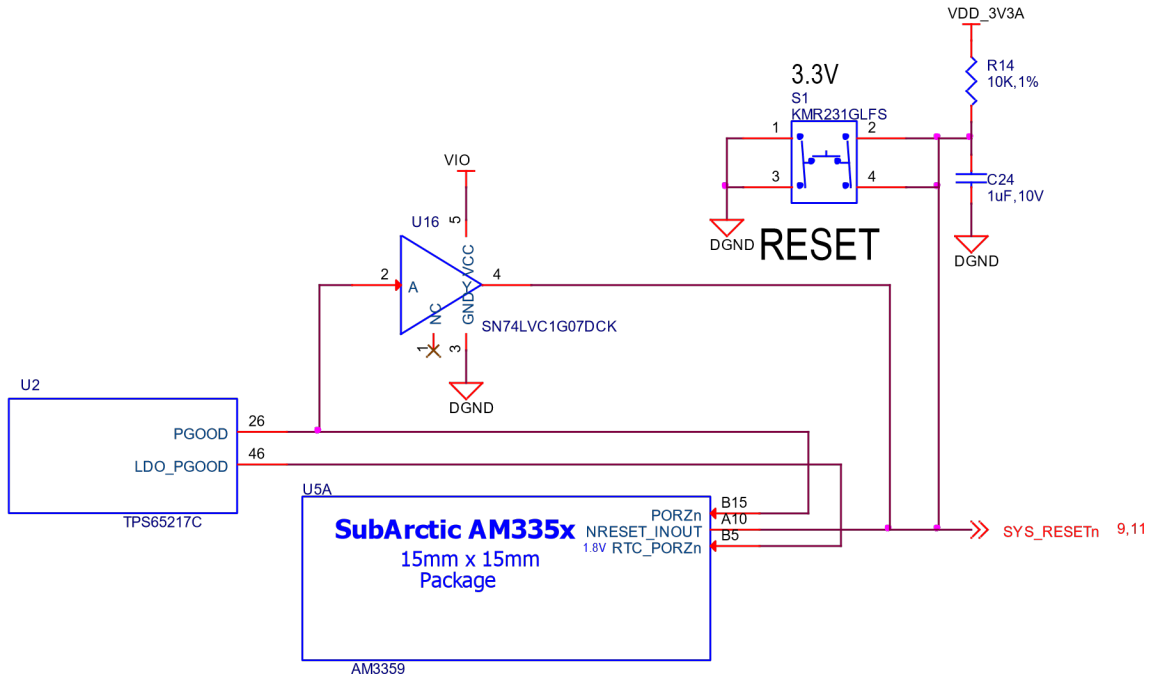 VDD_3V3A
R14
10K,1%
3.3V
S1
KMR231GLFS
1
2
3
4
C24
1uF,10V
DGND
RESET
DGND
VIO
5
U16
VCC
2
A
4
Y
NC
GND
SN74LVC1G07DCK
1
3
DGND
U2
PGOOD
26
LDO_PGOOD
46
TPS65217C
U5A
SubArctic AM335x
15mm x 15mm
Package
PORZn
B15
NRESET_INOUT
A10
1.8V RTC_PORZn
B5
AM3359
SYS_RESETn 9,11